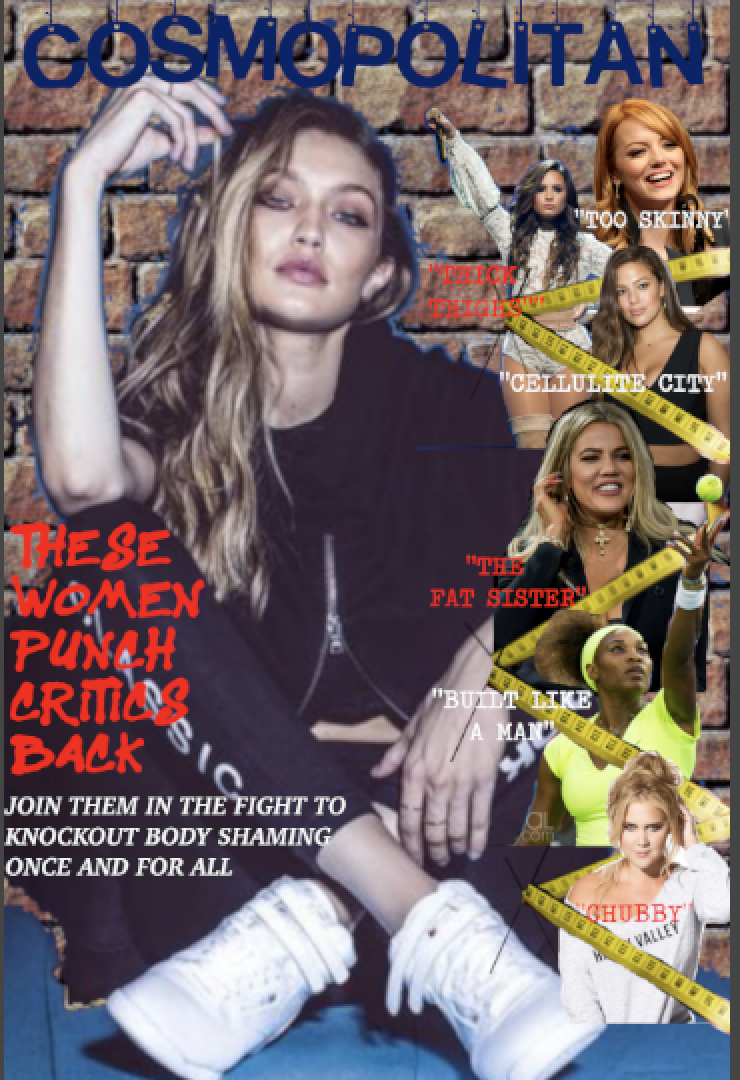 COSMOPOLITAN
"TOO SKINNY"
"THICK
THIGHS""
"CELLULITE CITY"
"THE
FAT SISTER"
"BUILT LIKE
A MAN"
THESE
WOMEN
PUNCH
CRITICS
BACK
JOIN THEM IN THE FIGHT TO
KNOCKOUT BODY SHAMING
ONCE AND FOR ALL
"CHUBBY"
VALLEY